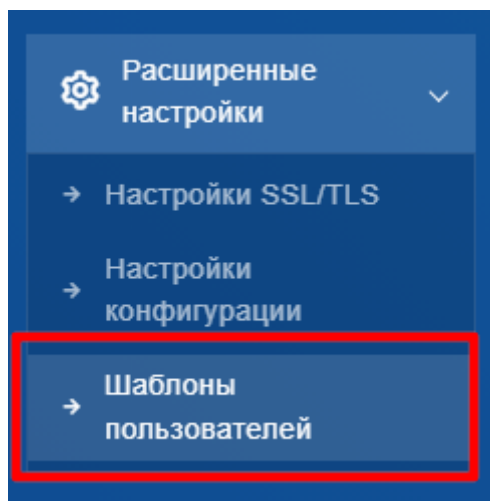 Расширенные
настройки
Настройки SSL/TLS
Настройки
конфигурации
Шаблоны
пользователей